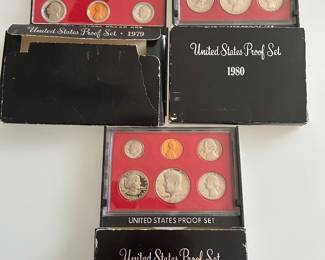 United States Proof Set · 1979
United States Proof Set
1980
UNITED STATES PROOF SET
United States Proof Set